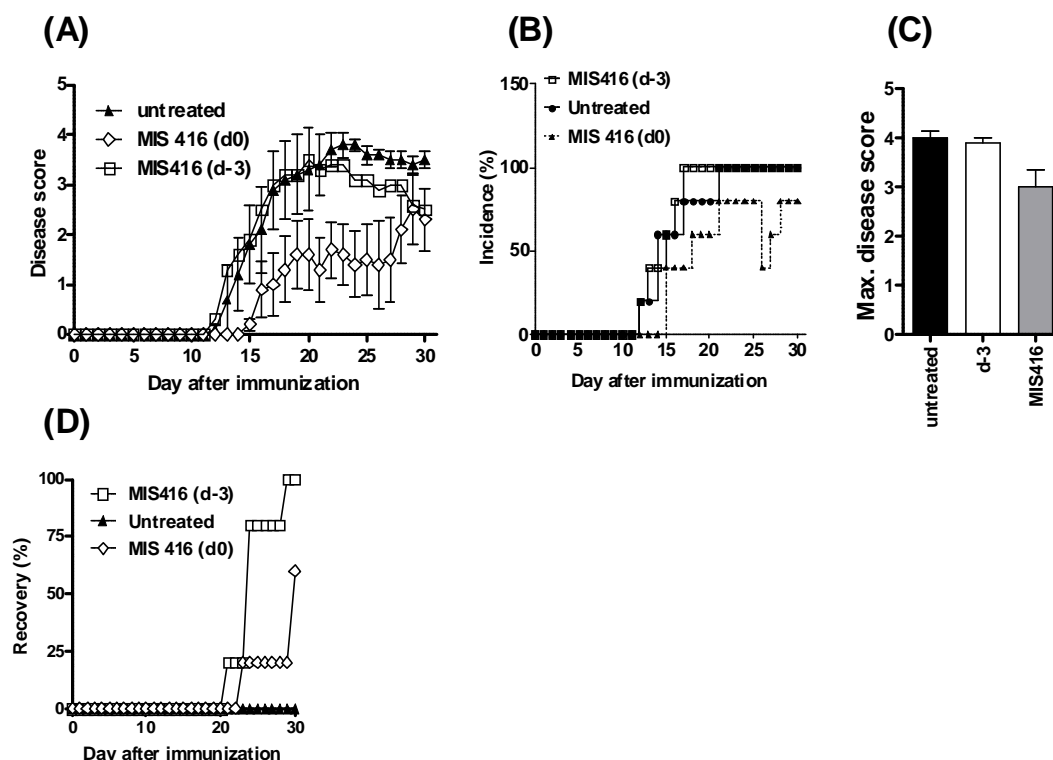 (A)
Disease score
5
4
3
2
1
0
untreated
MIS 416 (d0)
MIS416 (d-3)
0 5 10 15 20 25 30
Day after immunization
(B)
Incidence (%)
150
100
50
0
MIS416 (d-3)
Untreated
MIS 416 (d0)
0 5 10 15 20 25 30
Day after immunization
(C)
Max. disease score
5
4
3
2
1
0
untreated
d-3
MIS416
(D)
Recovery (%)
100
75
50
25
0
MIS416 (d-3)
Untreated
MIS 416 (d0)
0 10 20 30
Day after immunization